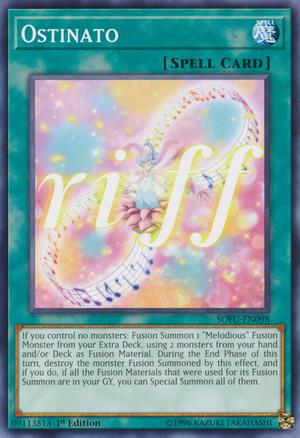 OSTINATO
魔
[SPELL CARD]
riff
SOFU-EN098
If you control no monsters: Fusion Summon 1 "Melodious" Fusion
Monster from your Extra Deck, using 2 monsters from your
hand and/or Deck as Fusion Material. During the End Phase of this
turn, destroy the monster Fusion Summoned by this effect, and
if you do, if all the Fusion Materials that were used for its Fusion
Summon are in your GY, you can Special Summon all of them.
09113513 1st Edition ©1996 KAZUKI TAKAHASHI